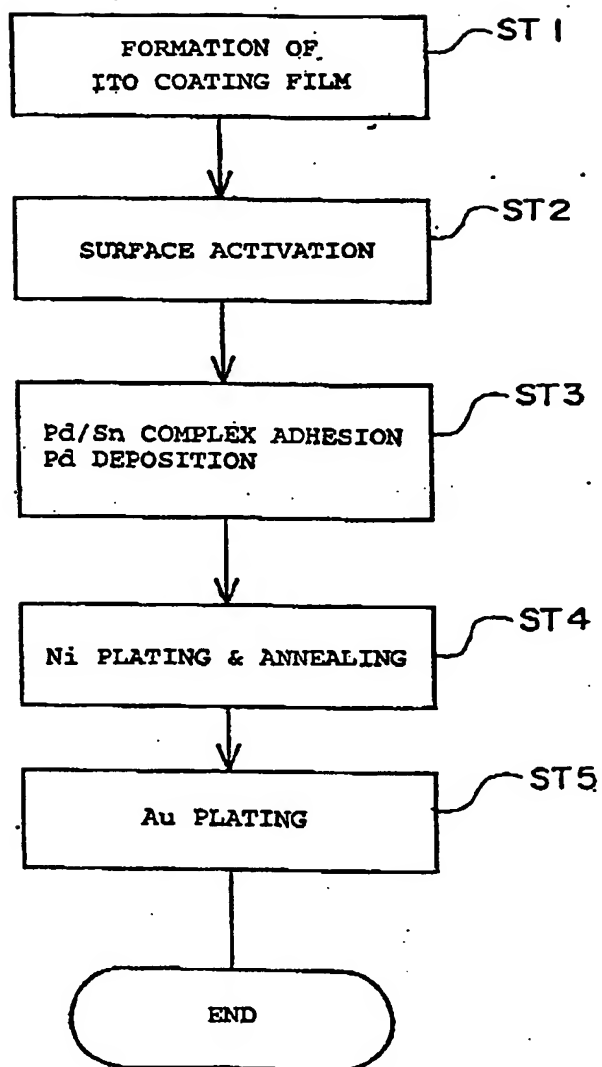 FORMATION OF
ITO COATING FILM
ST1
SURFACE ACTIVATION
ST2
Pd/Sn COMPLEX ADHESION
Pd DEPOSITION
ST3
Ni PLATING & ANNEALING
ST4
Au PLATING
ST5
END